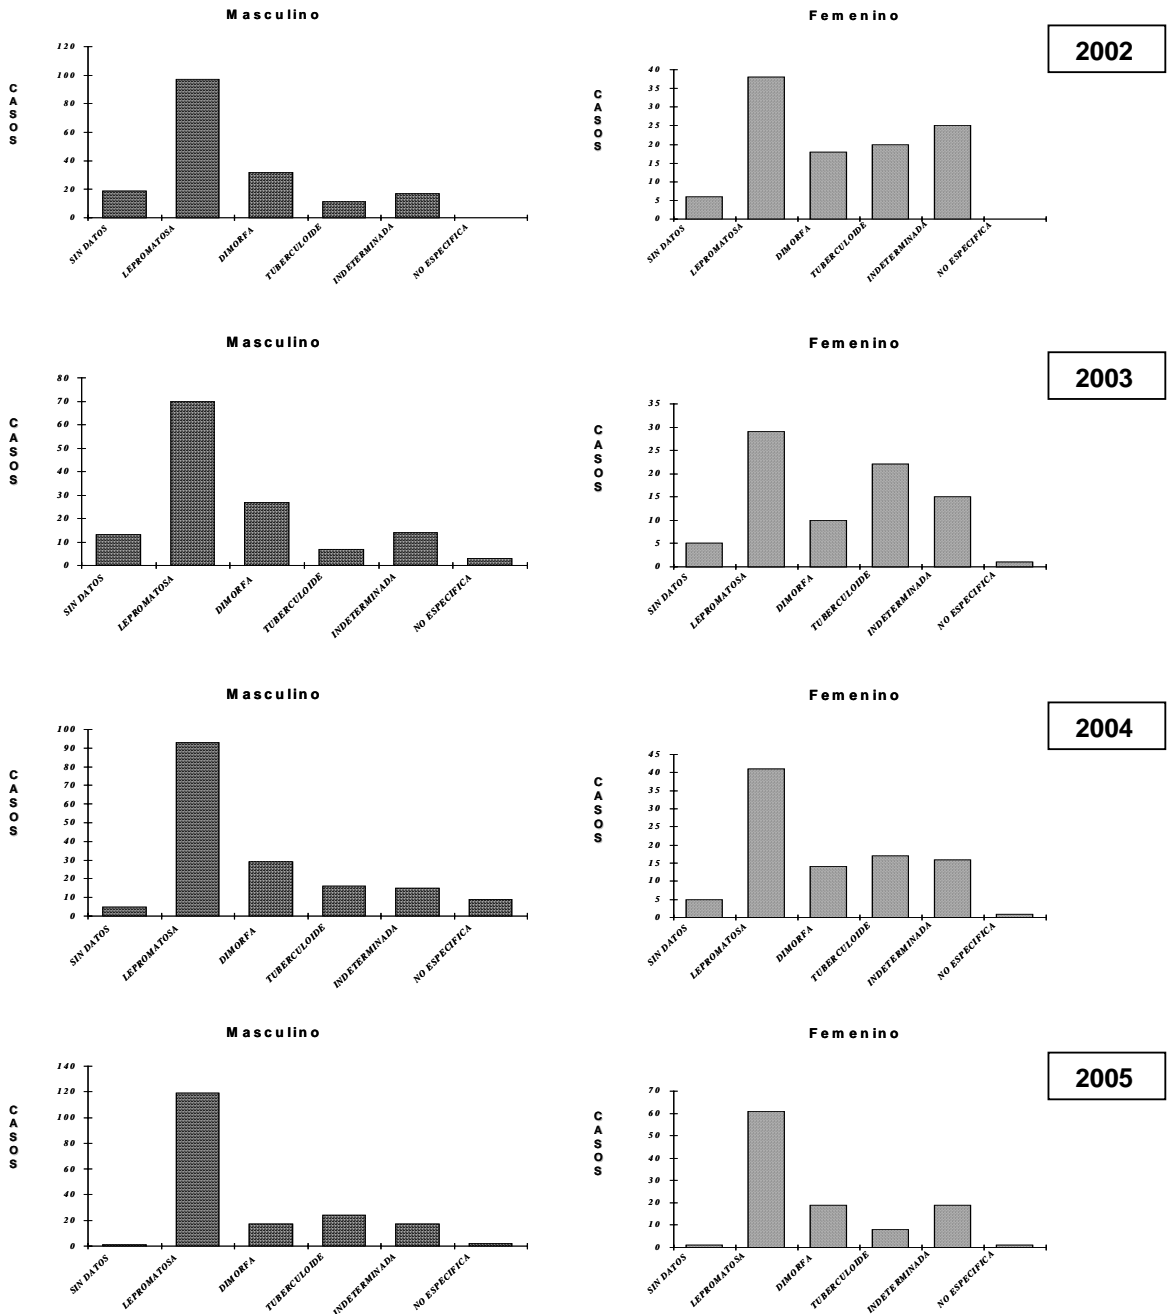 Masculino
120
100
80
60
40
20
0
CASOS
SIN DATOS
LEPROMATOSA
DIMORFA
TUBERCULOIDE
INDETERMINADA
NO ESPECIFICA
Femenino
40
35
30
25
20
15
10
5
0
CASOS
SIN DATOS
LEPROMATOSA
DIMORFA
TUBERCULOIDE
INDETERMINADA
NO ESPECIFICA
2002
Masculino
80
70
60
50
40
30
20
10
0
CASOS
SIN DATOS
LEPROMATOSA
DIMORFA
TUBERCULOIDE
INDETERMINADA
NO ESPECIFICA
Femenino
35
30
25
20
15
10
5
0
CASOS
SIN DATOS
LEPROMATOSA
DIMORFA
TUBERCULOIDE
INDETERMINADA
NO ESPECIFICA
2003
Masculino
100
90
80
70
60
50
40
30
20
10
0
CASOS
SIN DATOS
LEPROMATOSA
DIMORFA
TUBERCULOIDE
INDETERMINADA
NO ESPECIFICA
Femenino
45
40
35
30
25
20
15
10
5
0
CASOS
SIN DATOS
LEPROMATOSA
DIMORFA
TUBERCULOIDE
INDETERMINADA
NO ESPECIFICA
2004
Masculino
140
120
100
80
60
40
20
0
CASOS
SIN DATOS
LEPROMATOSA
DIMORFA
TUBERCULOIDE
INDETERMINADA
NO ESPECIFICA
Femenino
70
60
50
40
30
20
10
0
CASOS
SIN DATOS
LEPROMATOSA
DIMORFA
TUBERCULOIDE
INDETERMINADA
NO ESPECIFICA
2005